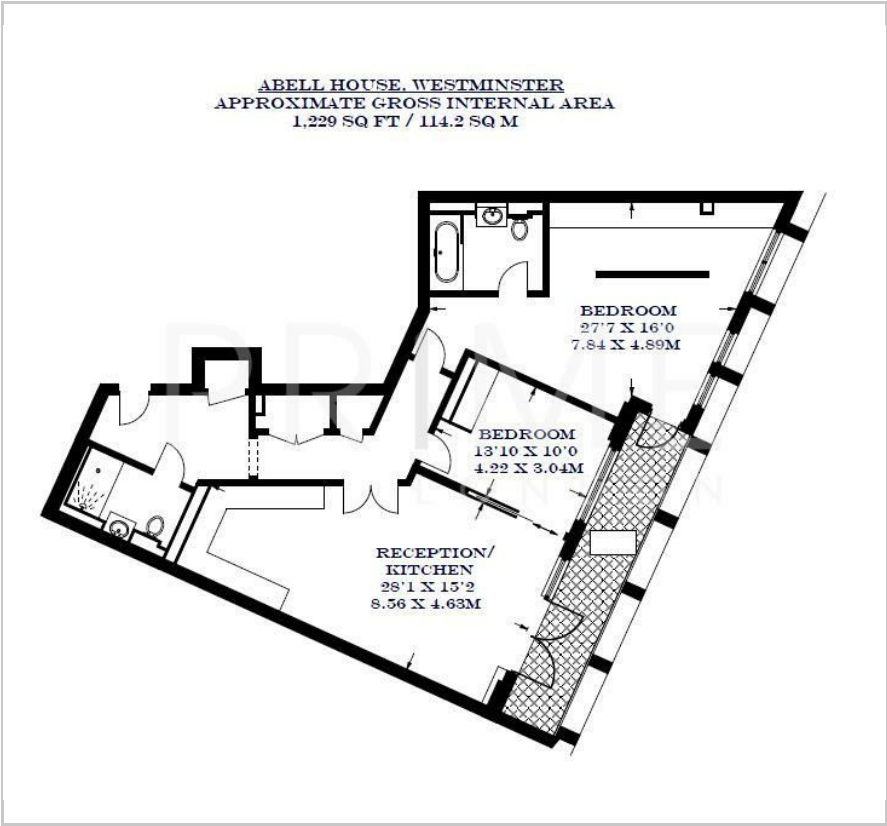 ABELL HOUSE, WESTMINSTER
APPROXIMATE GROSS INTERNAL AREA
1,229 SQ FT / 114.2 SQ M
BEDROOM
27'7 X 16'0
7.84 X 4.89M
PRIME
LONDON
BEDROOM
13'10 X 10'0
4.22 X 3.04M
RECEPTION/
KITCHEN
28'1 X 15'2
8.56 X 4.63M